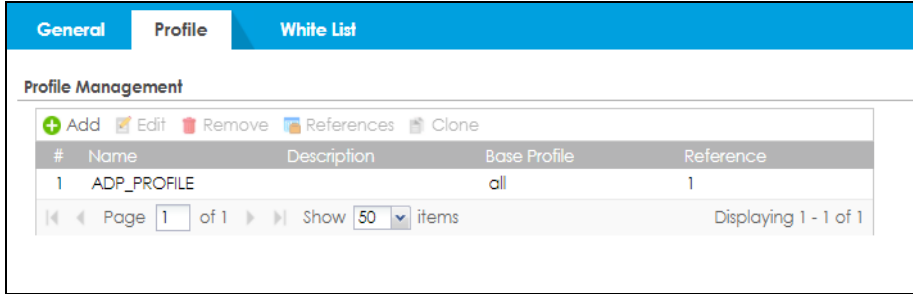 General Profile White List
Profile Management
Add Edit Remove References Clone
# Name Description Base Profile Reference
1 ADP_PROFILE all 1
Page 1 of 1 Show 50 items Displaying 1 - 1 of 1